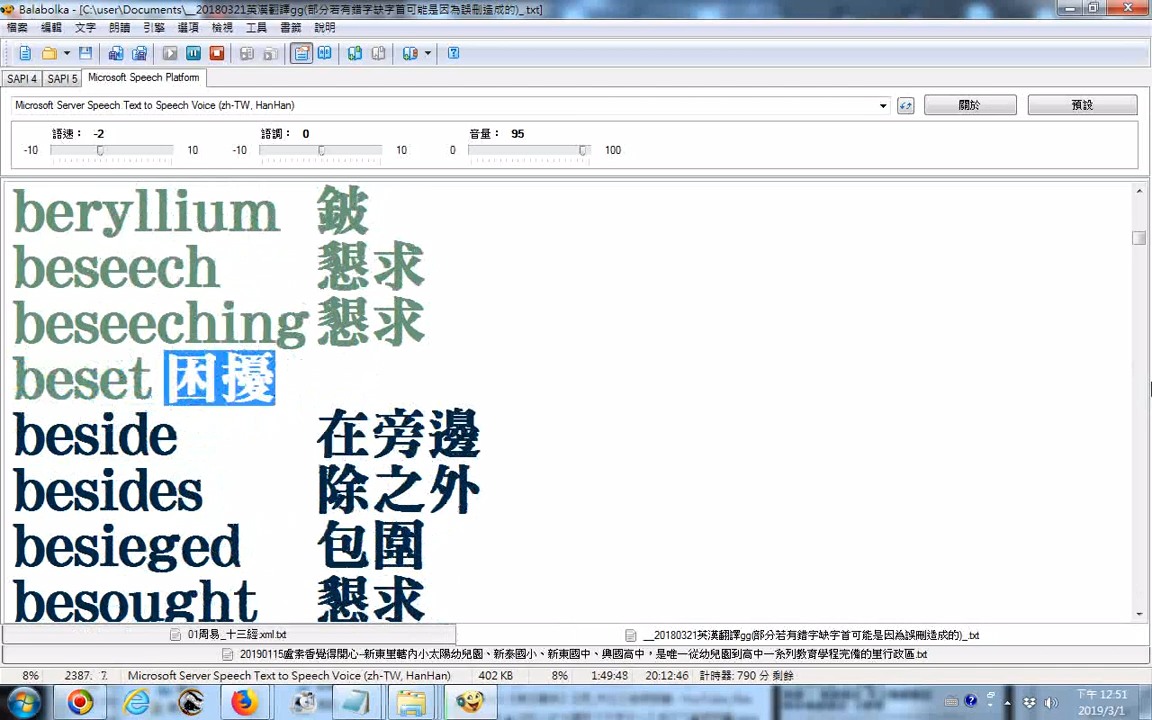 Balabolka - [C:\user\Documents\__20180321英漢翻譯gg(部分若有錯字缺字首可能是因為誤刪造成的)_.txt]
檔案 編輯 文字 朗讀 引擎 選項 檢視 工具 書籤 說明
SAPI 4 SAPI 5 Microsoft Speech Platform
Microsoft Server Speech Text to Speech Voice (zh-TW, HanHan) 關於 預設
語速： -2 語調： 0 音量： 95
-10 10 -10 10 0 100
beryllium 鈹
beseech 懇求
beseeching 懇求
beset 困擾
beside 在旁邊
besides 除之外
besieged 包圍
besought 懇求
01周易_十三經.xml.txt __20180321英漢翻譯gg(部分若有錯字缺字首可能是因為誤刪造成的)_.txt
20190115盧素香覺得開心-新東里轄內小太陽幼兒園、新泰國小、新東國中、興國高中，是唯一從幼兒園到高中一系列教育學程完備的里行政區.txt
8% 2387. 7. Microsoft Server Speech Text to Speech Voice (zh-TW, HanHan) 402 KB 8% 1:49:48 20:12:46 計時器: 790 分 剩餘
下午 12:51
2019/3/1